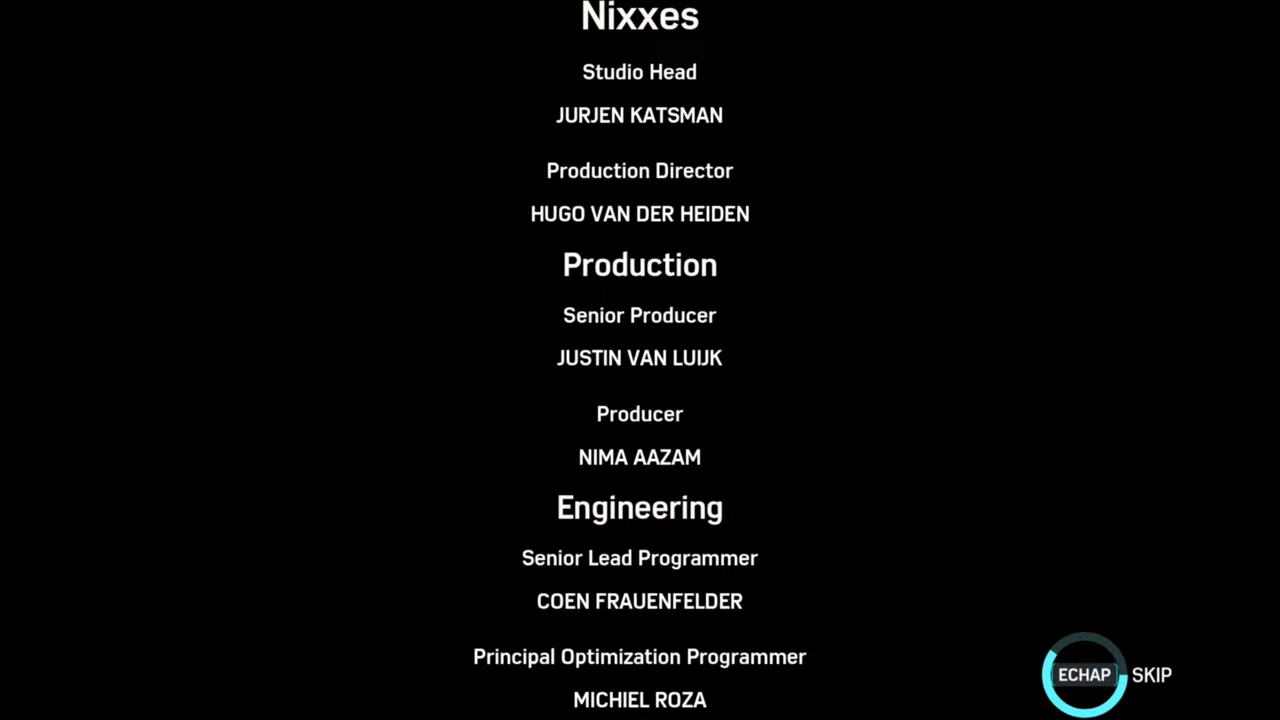 Nixxes
Studio Head
JURJEN KATSMAN
Production Director
HUGO VAN DER HEIDEN
Production
Senior Producer
JUSTIN VAN LUIJK
Producer
NIMA AAZAM
Engineering
Senior Lead Programmer
COEN FRAUENFELDER
Principal Optimization Programmer
MICHIEL ROZA
ECHAP SKIP